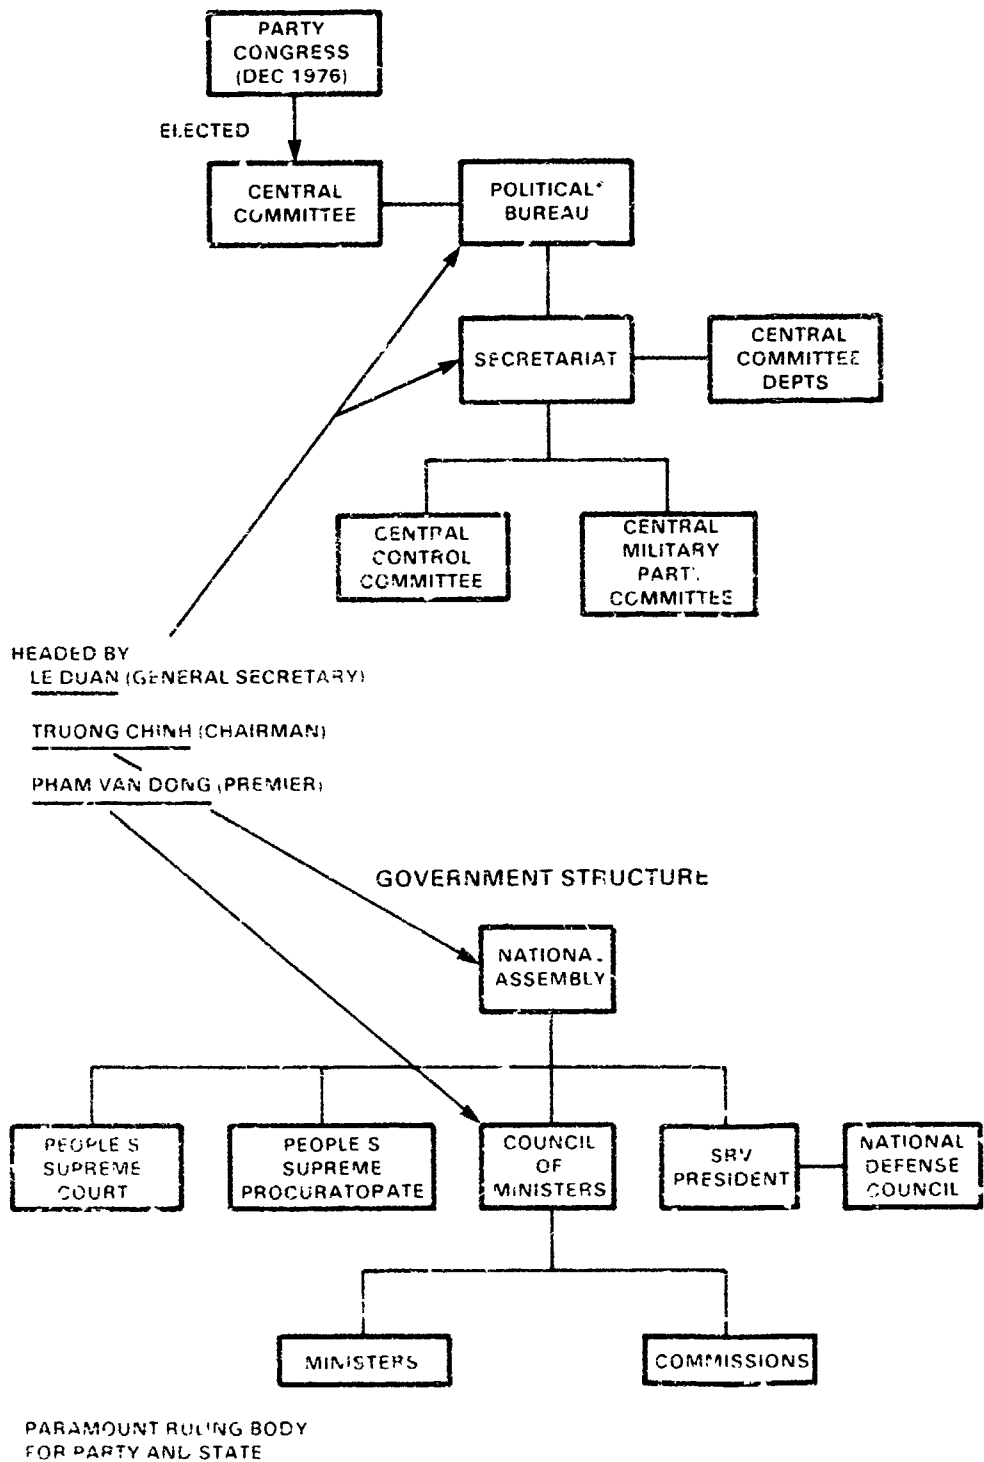 PARTY
CONGRESS
(DEC 1976)
ELECTED
CENTRAL
COMMITTEE
POLITICAL*
BUREAU
SECRETARIAT
CENTRAL
COMMITTEE
DEPTS
CENTRAL
CONTROL
COMMITTEE
CENTRAL
MILITARY
PARTY
COMMITTEE
HEADED BY
LE DUAN (GENERAL SECRETARY)
TRUONG CHINH (CHAIRMAN)
PHAM VAN DONG (PREMIER)
GOVERNMENT STRUCTURE
NATIONAL
ASSEMBLY
PEOPLE'S
SUPREME
COURT
PEOPLE'S
SUPREME
PROCURATORATE
COUNCIL
OF
MINISTERS
SRV
PRESIDENT
NATIONAL
DEFENSE
COUNCIL
MINISTERS
COMMISSIONS
PARAMOUNT RULING BODY
FOR PARTY AND STATE